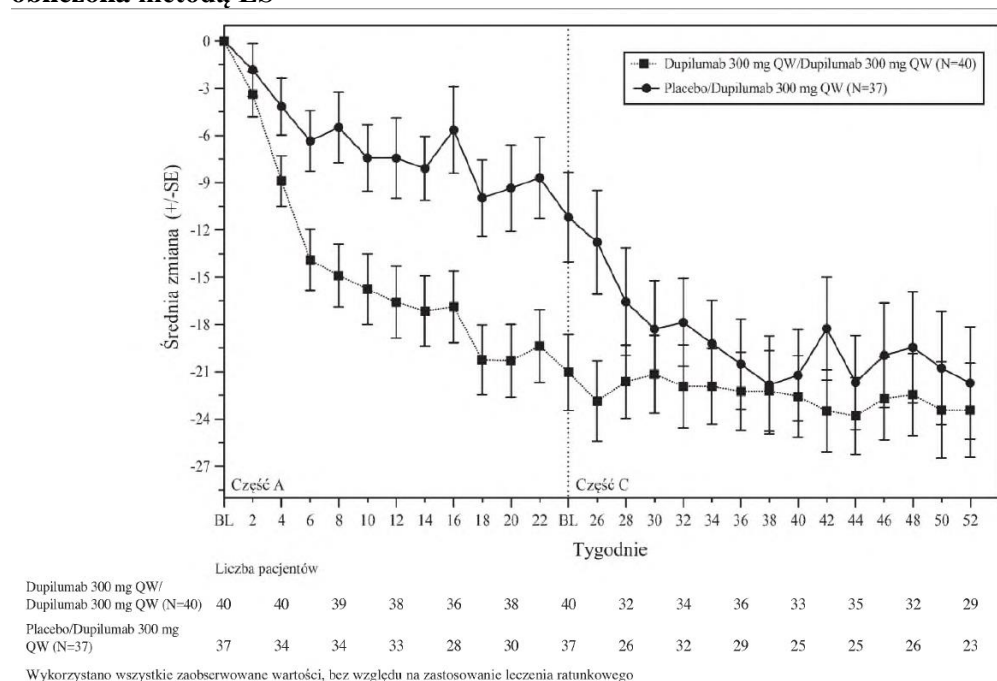 0
-3
-6
-9
-12
-15
-18
-21
-24
-27
Średnia zmiana (+/-SE)
Dupilumab 300 mg QW/Dupilumab 300 mg QW (N=40)
Placebo/Dupilumab 300 mg QW (N=37)
Część A Część C
BL 2 4 6 8 10 12 14 16 18 20 22 BL 26 28 30 32 34 36 38 40 42 44 46 48 50 52
Tygodnie
Liczba pacjentów
Dupilumab 300 mg QW/
Dupilumab 300 mg QW (N=40) 40 40 39 38 36 38 40 32 34 36 33 35 32 29
Placebo/Dupilumab 300 mg
QW (N=37) 37 34 34 33 28 30 37 26 32 29 25 25 26 23
Wykorzystano wszystkie zaobserwowane wartości, bez względu na zastosowanie leczenia ratunkowego